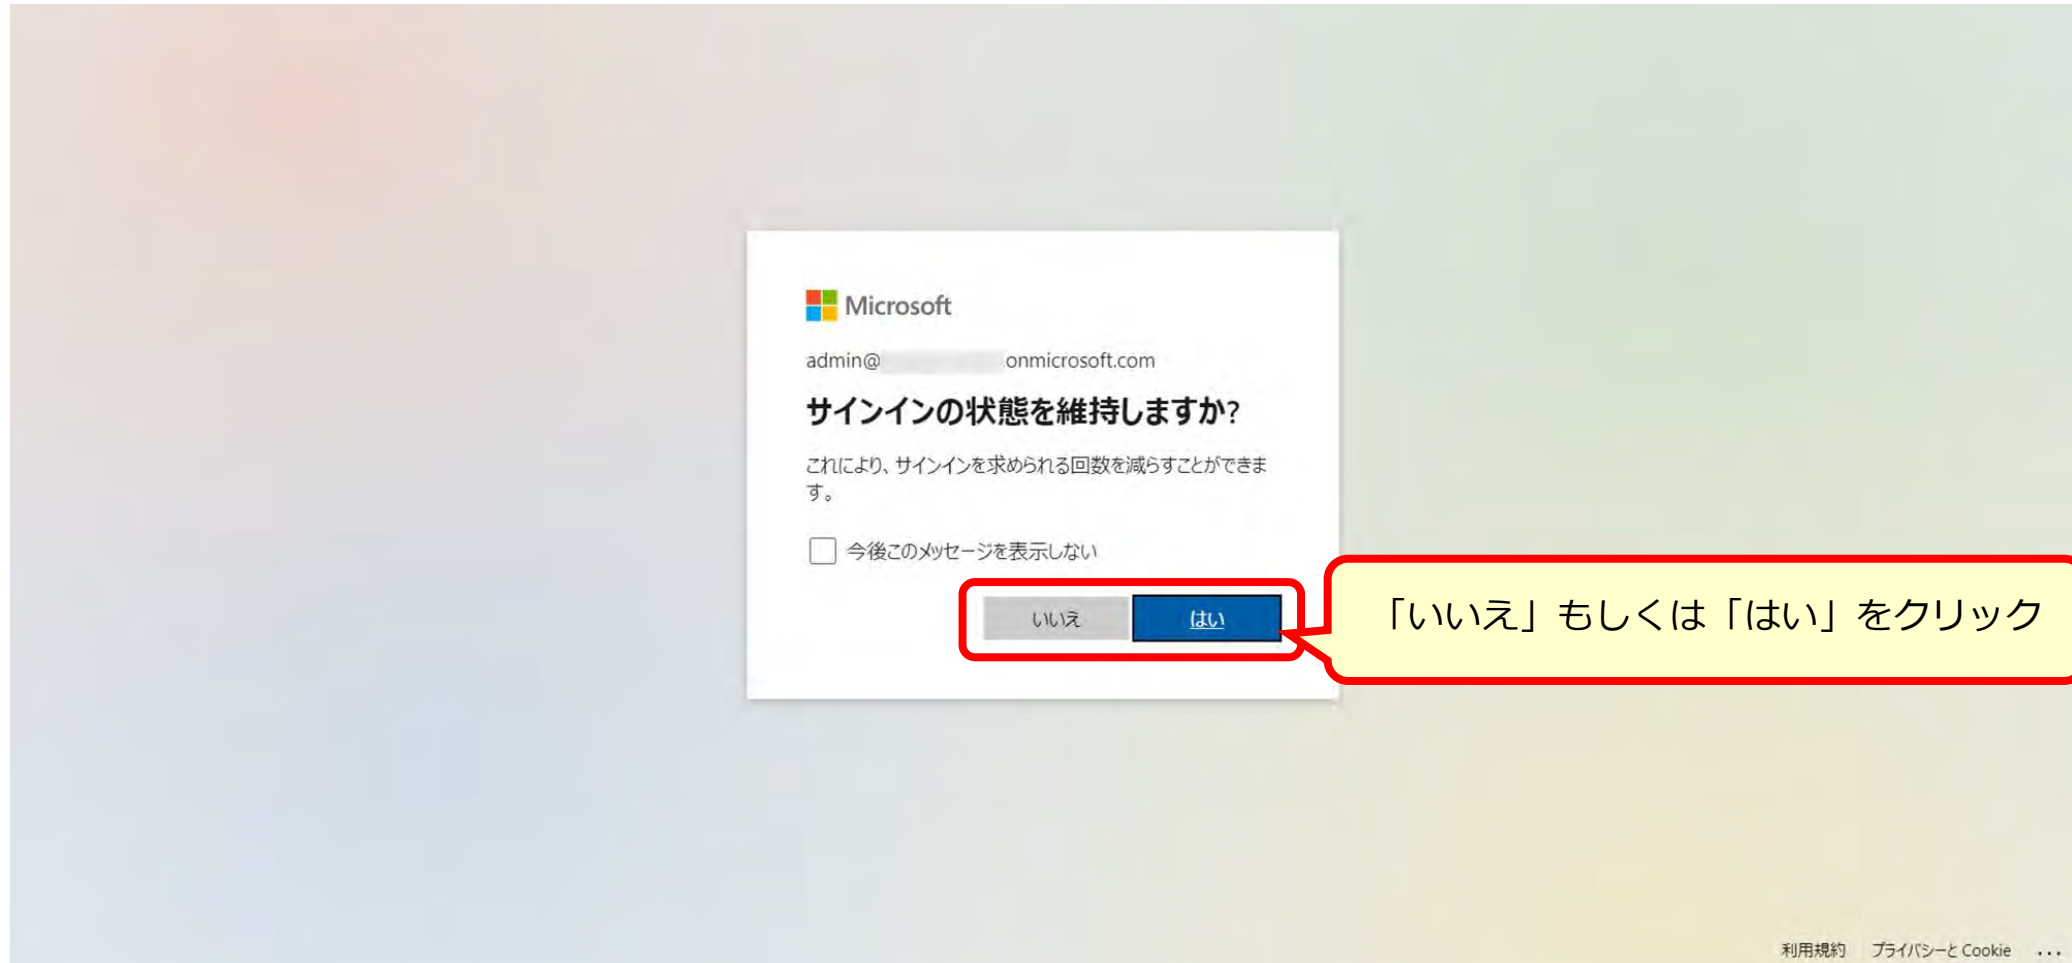 Microsoft
admin@ onmicrosoft.com
サインインの状態を維持しますか?
これにより、サインインを求められる回数を減らすことができま
す。
今後このメッセージを表示しない
いいえ はい
「いいえ」もしくは「はい」をクリック
利用規約 プライバシーと Cookie ...